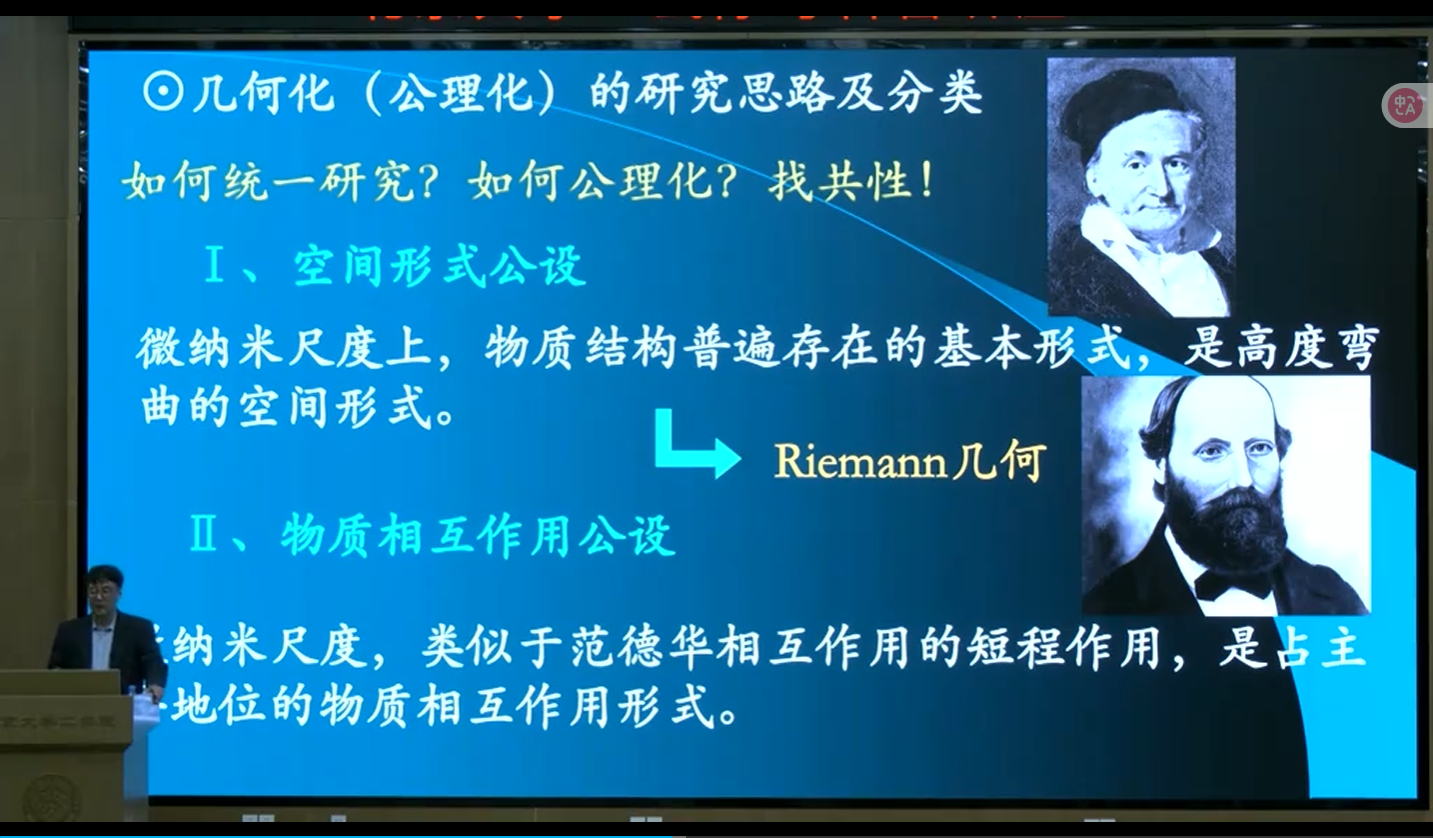 ⊙几何化（公理化）的研究思路及分类
如何统一研究？如何公理化？找共性！
Ⅰ、空间形式公设
微纳米尺度上，物质结构普遍存在的基本形式，是高度弯
曲的空间形式。
Riemann几何
Ⅱ、物质相互作用公设
纳米尺度，类似于范德华相互作用的短程作用，是占主
地位的物质相互作用形式。
中A